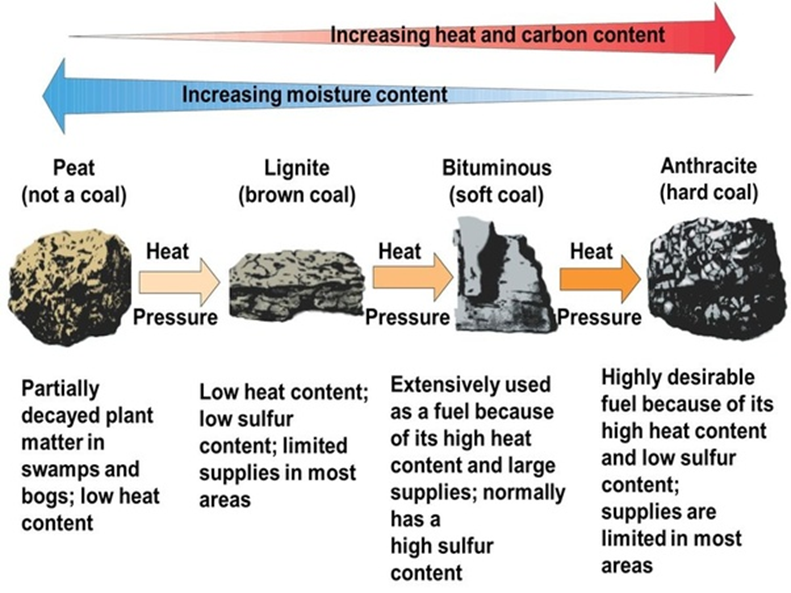 Increasing heat and carbon content
Increasing moisture content
Peat
(not a coal)
Lignite
(brown coal)
Bituminous
(soft coal)
Anthracite
(hard coal)
Heat
Pressure
Heat
Pressure
Heat
Pressure
Partially
decayed plant
matter in
swamps and
bogs; low heat
content
Low heat content;
low sulfur
content; limited
supplies in most
areas
Extensively used
as a fuel because
of its high heat
content and large
supplies; normally
has a
high sulfur
content
Highly desirable
fuel because of its
high heat content
and low sulfur
content;
supplies are
limited in most
areas